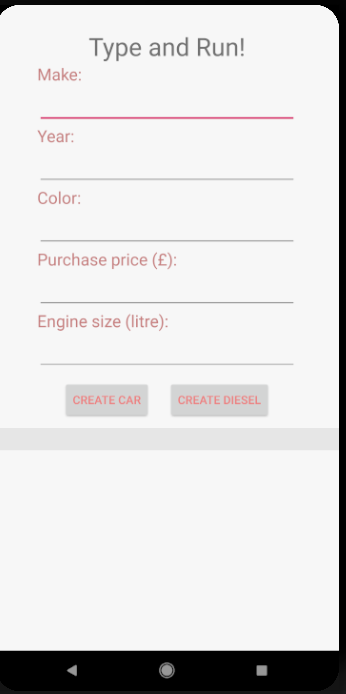 Type and Run!
Make:
Year:
Color:
Purchase price (£):
Engine size (litre):
CREATE CAR CREATE DIESEL